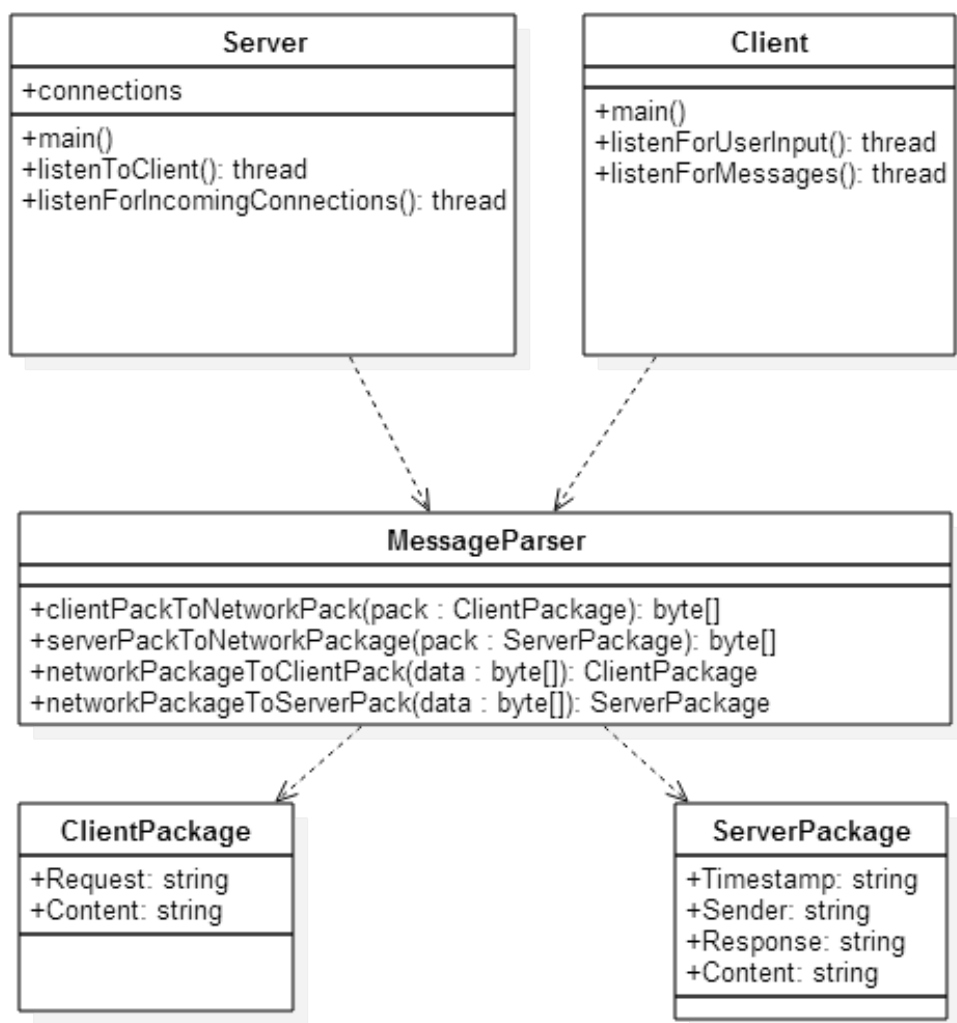 Server
+connections
+main()
+listenToClient(): thread
+listenForIncomingConnections(): thread
Client
+main()
+listenForUserInput(): thread
+listenForMessages(): thread
MessageParser
+clientPackToNetworkPack(pack : ClientPackage): byte[]
+serverPackToNetworkPackage(pack : ServerPackage): byte[]
+networkPackageToClientPack(data : byte[]): ClientPackage
+networkPackageToServerPack(data : byte[]): ServerPackage
ClientPackage
+Request: string
+Content: string
ServerPackage
+Timestamp: string
+Sender: string
+Response: string
+Content: string